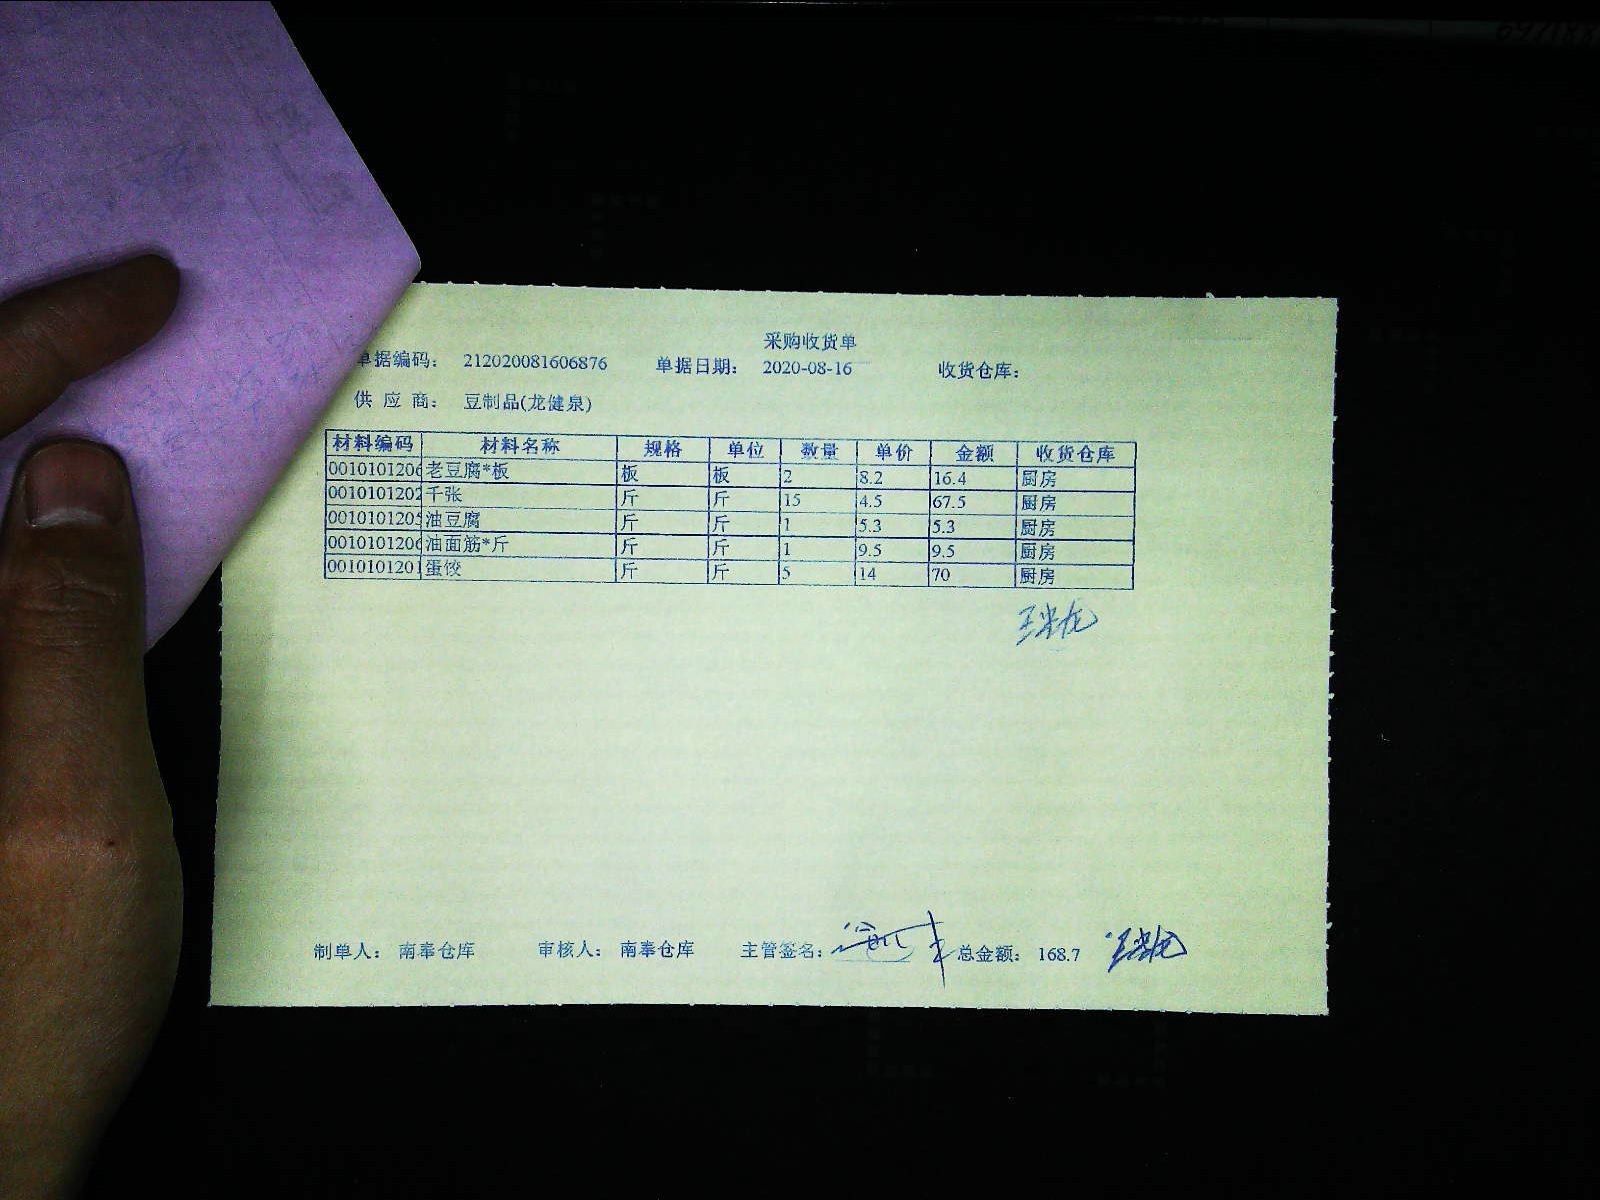 采购收货单
单据编码： 212020081606876 单据日期： 2020-08-16 收货仓库：
供 应 商： 豆制品(龙健泉)
材料编码 材料名称 规格 单位 数量 单价 金额 收货仓库
0010101206 老豆腐*板 板 板 2 8.2 16.4 厨房
0010101202 千张 斤 斤 15 4.5 67.5 厨房
0010101205 油豆腐 斤 斤 1 5.3 5.3 厨房
0010101206 油面筋*斤 斤 斤 1 9.5 9.5 厨房
0010101201 蛋饺 斤 斤 5 14 70 厨房
制单人： 南奉仓库 审核人： 南奉仓库 主管签名： 总金额： 168.7